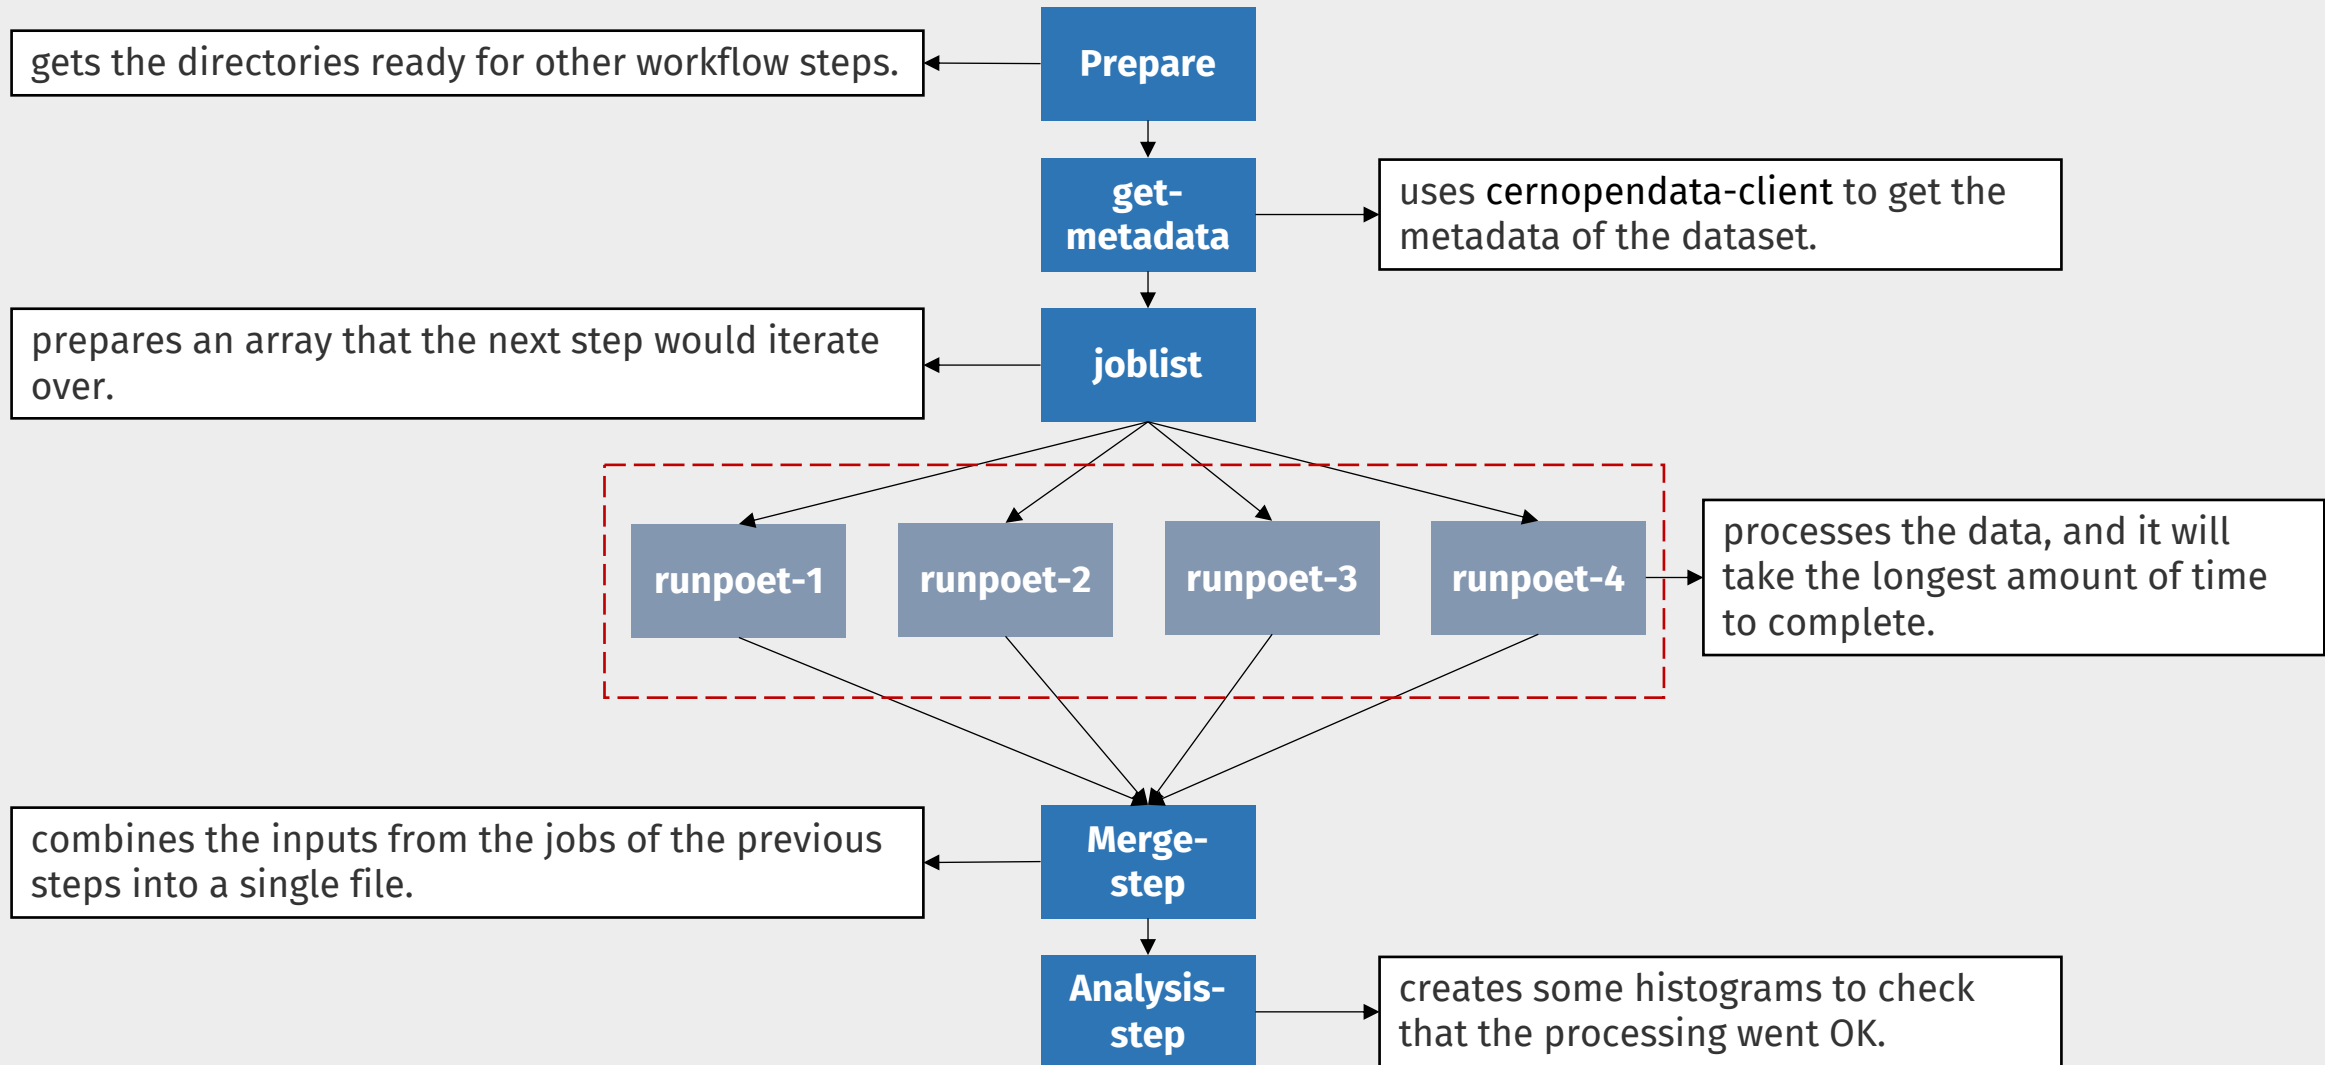 Prepare
gets the directories ready for other workflow steps.
get-
metadata
uses cernopendata-client to get the
metadata of the dataset.
joblist
prepares an array that the next step would iterate
over.
runpoet-1
runpoet-2
runpoet-3
runpoet-4
processes the data, and it will
take the longest amount of time
to complete.
Merge-
step
combines the inputs from the jobs of the previous
steps into a single file.
Analysis-
step
creates some histograms to check
that the processing went OK.